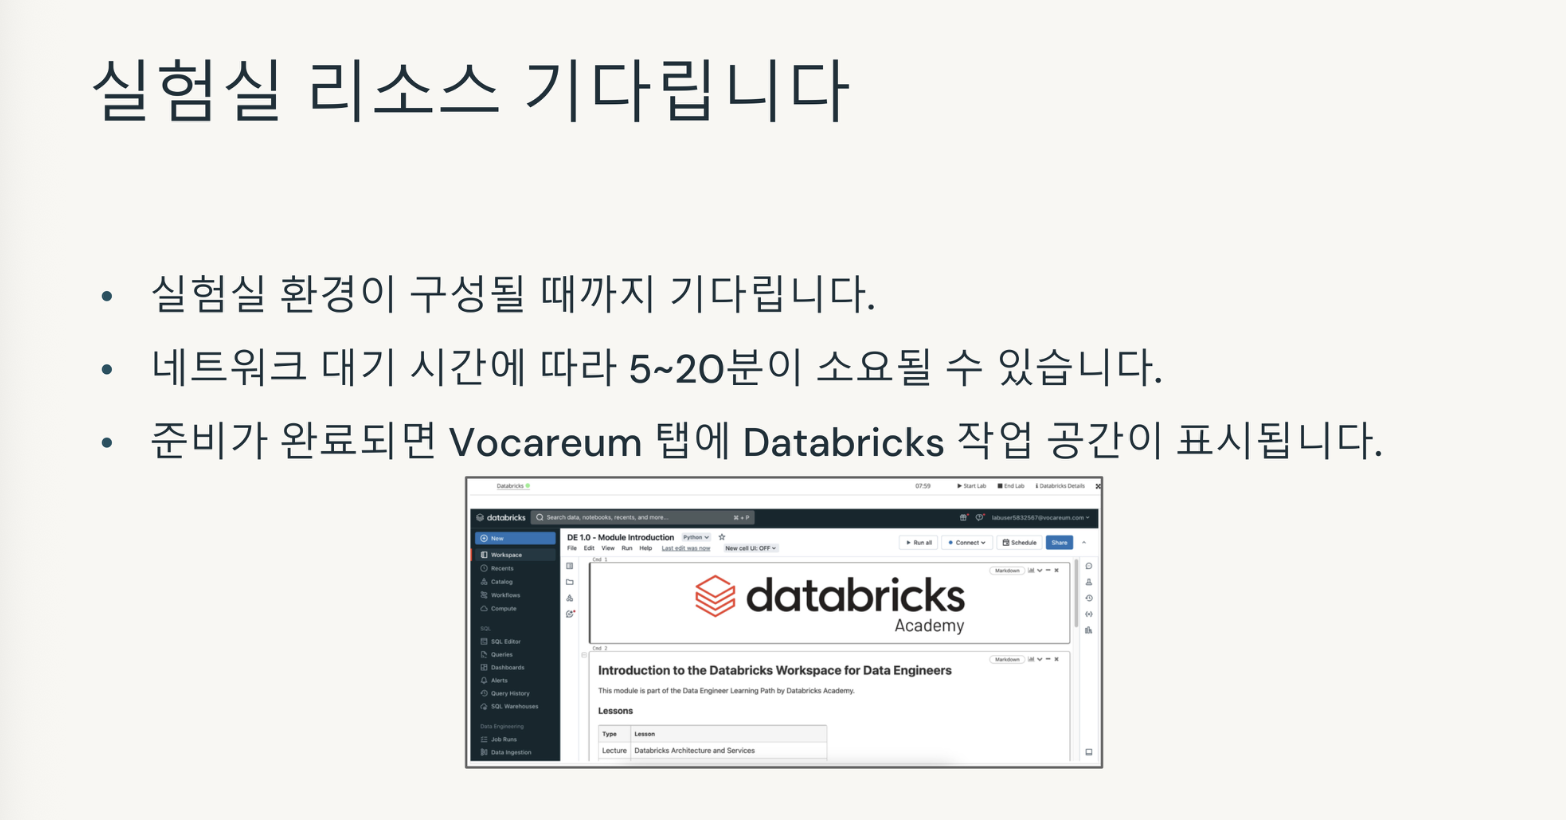 실험실 리소스 기다립니다
• 실험실 환경이 구성될 때까지 기다립니다.
• 네트워크 대기 시간에 따라 5~20분이 소요될 수 있습니다.
• 준비가 완료되면 Vocareum 탭에 Databricks 작업 공간이 표시됩니다.
Databricks
07:59
Start Lab
End Lab
Databricks Details
databricks
Search data, notebooks, recents, and more...
⌘ + P
labuser5832567@vocareum.com
New
Workspace
Recents
Catalog
Workflows
Compute
SQL
SQL Editor
Queries
Dashboards
Alerts
Query History
SQL Warehouses
Data Engineering
Job Runs
Data Ingestion
DE 1.0 - Module Introduction Python
File Edit View Run Help Last edit was now New cell UI: OFF
Run all Connect Schedule Share
Cmd 1
Markdown
databricks
Academy
Cmd 2
Markdown
Introduction to the Databricks Workspace for Data Engineers
This module is part of the Data Engineer Learning Path by Databricks Academy.
Lessons
Type Lesson
Lecture Databricks Architecture and Services